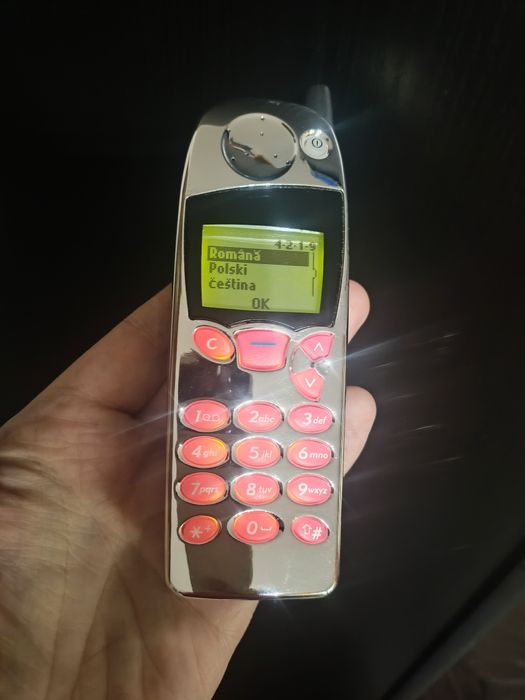 4-2-1-9
Română
Polski
čeština
OK
C
1
2abc
3def
4ghi
5jkl
6mno
7pqrs
8tuv
9wxyz
*+
0
#